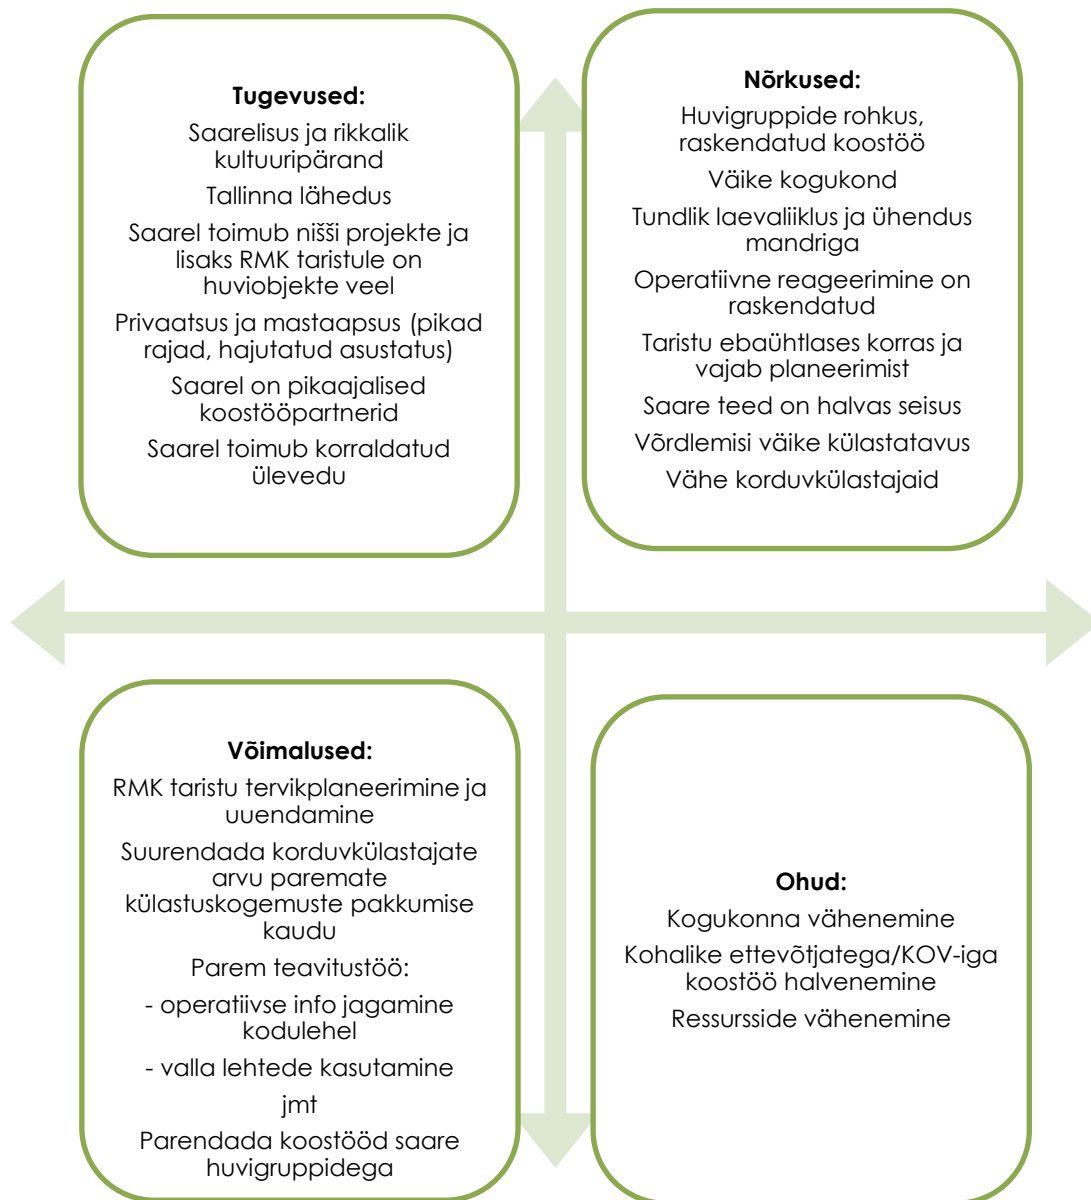 Tugevused:
Saarelisus ja rikkalik
kultuuripärand
Tallinna lähedus
Saarel toimub nišši projekte ja
lisaks RMK taristule on
huviobjekte veel
Privaatsus ja mastaapsus (pikad
rajad, hajutatud asustatus)
Saarel on pikaajalised
koostööpartnerid
Saarel toimub korraldatud
ülevedu
Nõrkused:
Huvigruppide rohkus,
raskendatud koostöö
Väike kogukond
Tundlik laevaliiklus ja ühendus
mandriga
Operatiivne reageerimine on
raskendatud
Taristu ebaühtlases korras ja
vajab planeerimist
Saare teed on halvas seisus
Võrdlemisi väike külastatavus
Vähe korduvkülastajaid
Võimalused:
RMK taristu tervikplaneerimine ja
uuendamine
Suurendada korduvkülastajate
arvu paremate
külastuskogemuste pakkumise
kaudu
Parem teavitustöö:
- operatiivse info jagamine
kodulehel
- valla lehtede kasutamine
jmt
Parendada koostööd saare
huvigruppidega
Ohud:
Kogukonna vähenemine
Kohalike ettevõtjatega/KOV-iga
koostöö halvenemine
Ressursside vähenemine